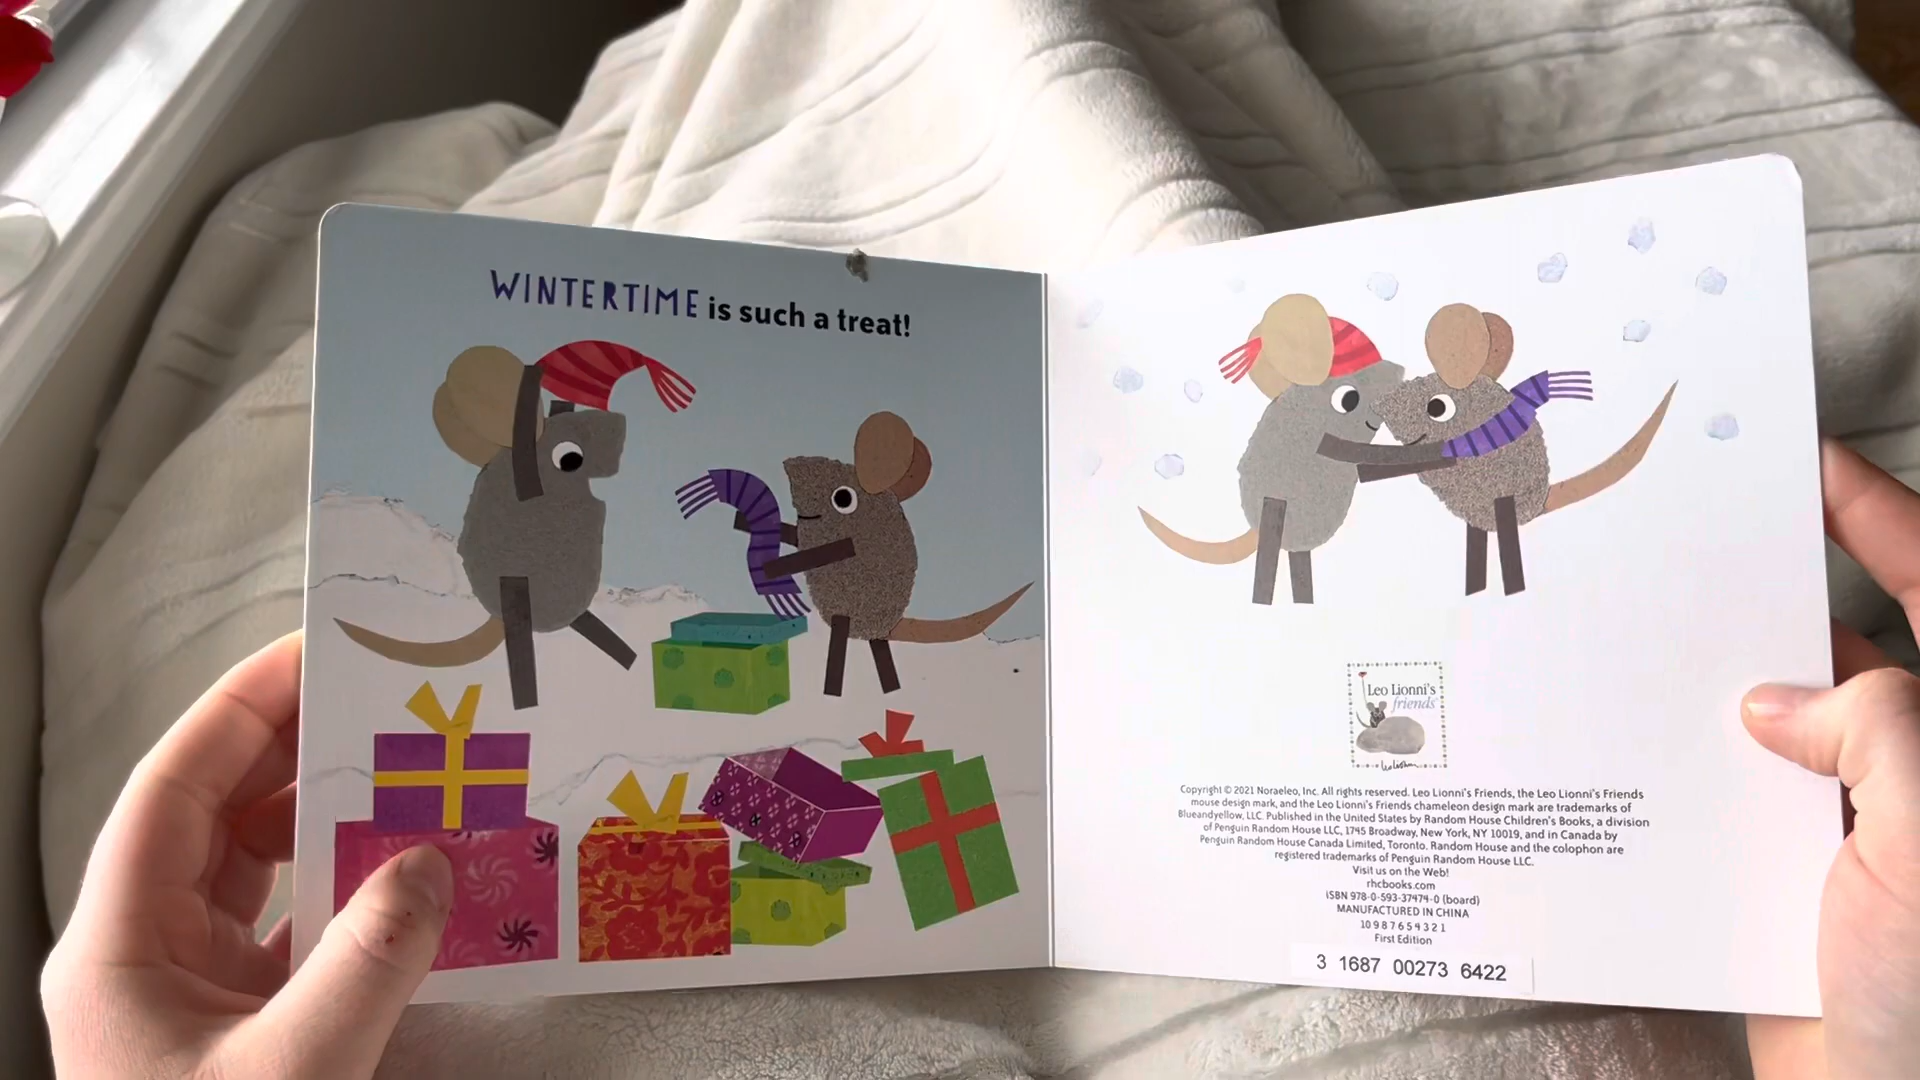 WINTERTIME is such a treat!
Leo Lionni's
friends
Copyright © 2021 Noraeleo, Inc. All rights reserved. Leo Lionni's Friends, the Leo Lionni's Friends
mouse design mark, and the Leo Lionni's Friends chameleon design mark are trademarks of
Blueandyellow, LLC. Published in the United States by Random House Children's Books, a division
of Penguin Random House LLC, 1745 Broadway, New York, NY 10019, and in Canada by
Penguin Random House Canada Limited, Toronto. Random House and the colophon are
registered trademarks of Penguin Random House LLC.
Visit us on the Web!
rhcbooks.com
ISBN 978-0-593-37474-0 (board)
MANUFACTURED IN CHINA
10 9 8 7 6 5 4 3 2 1
First Edition
3 1687 00273 6422